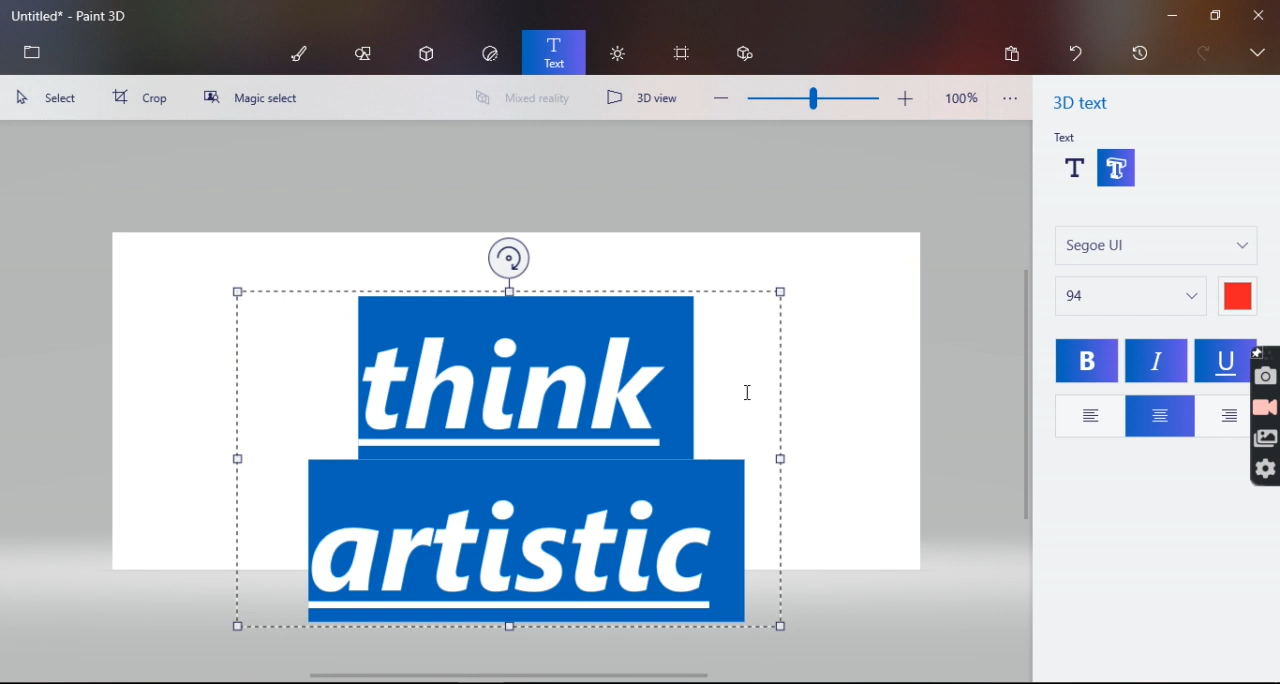 Untitled* - Paint 3D
Text
Select
Crop
Magic select
Mixed reality
3D view
100%
3D text
Text
T
T
Segoe UI
94
B
I
U
think
artistic